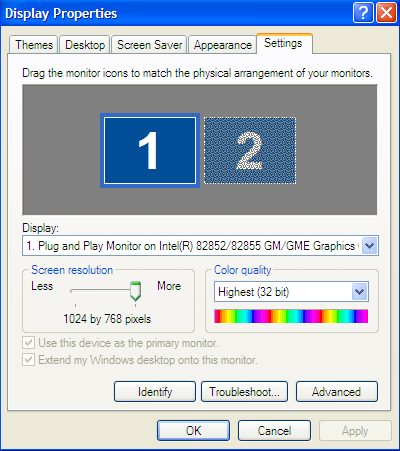 Display Properties
Themes Desktop Screen Saver Appearance Settings
Drag the monitor icons to match the physical arrangement of your monitors.
1 2
Display:
1. Plug and Play Monitor on Intel(R) 82852/82855 GM/GME Graphics
Screen resolution Color quality
Less More Highest (32 bit)
1024 by 768 pixels
Use this device as the primary monitor.
Extend my Windows desktop onto this monitor.
Identify Troubleshoot... Advanced
OK Cancel Apply